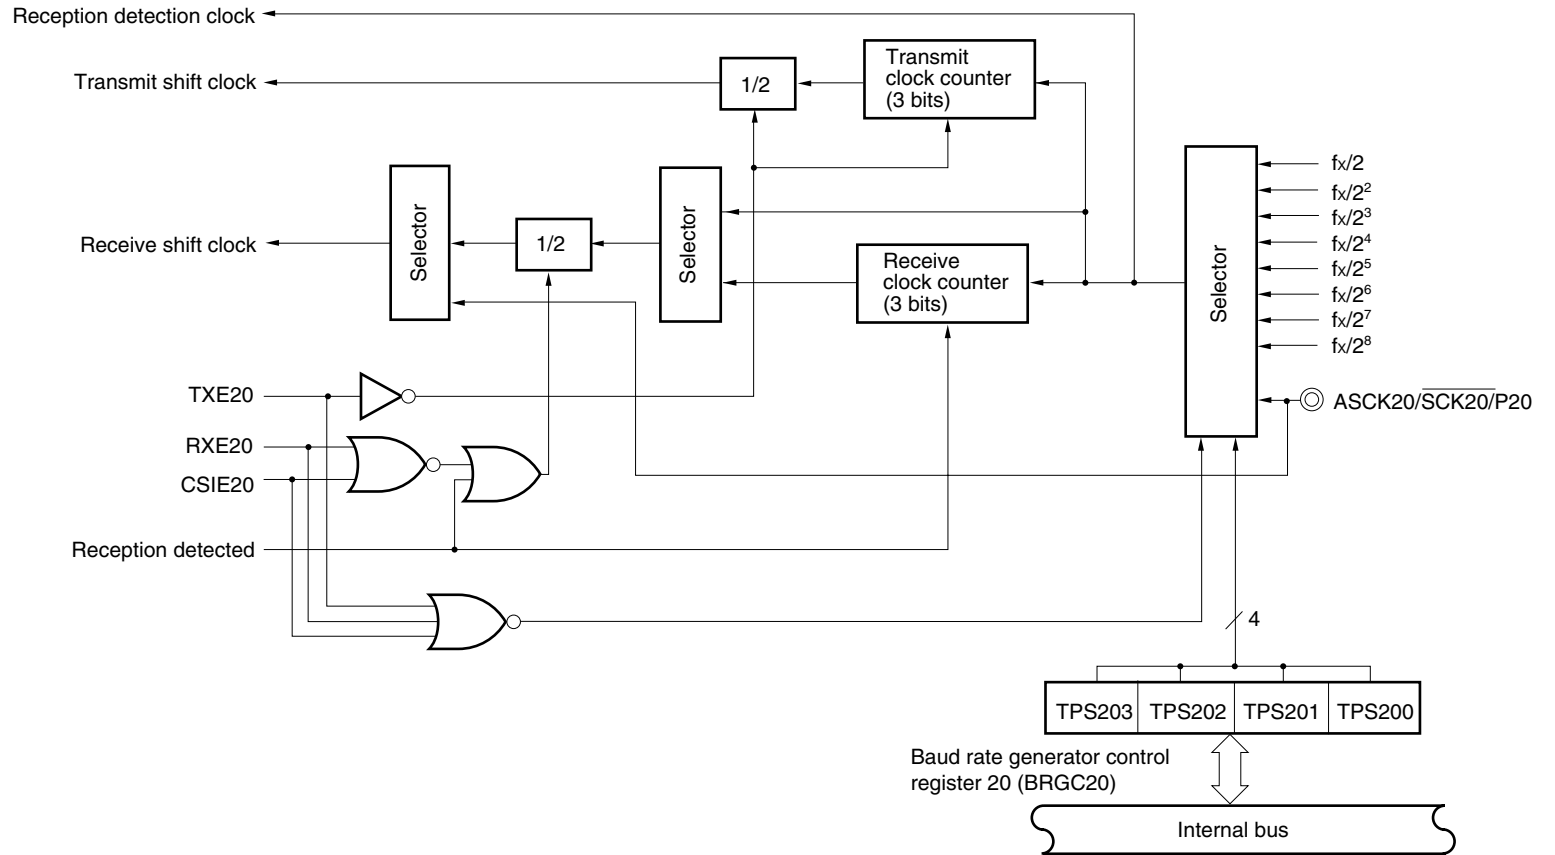 Reception detection clock
Transmit shift clock
1/2
Transmit
clock counter
(3 bits)
Receive shift clock
Selector
1/2
Selector
Receive
clock counter
(3 bits)
Selector
fx/2
fx/2²
fx/2³
fx/2⁴
fx/2⁵
fx/2⁶
fx/2⁷
fx/2⁸
ASCK20/S̅C̅K̅2̅0̅/P20
TXE20
RXE20
CSIE20
Reception detected
4
TPS203 TPS202 TPS201 TPS200
Baud rate generator control
register 20 (BRGC20)
Internal bus